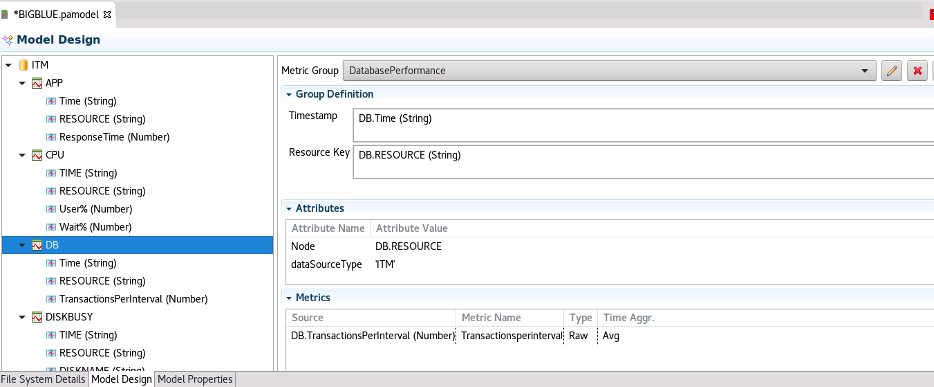 *BIGBLUE.pamodel
Model Design
ITM
APP
Time (String)
RESOURCE (String)
ResponseTime (Number)
CPU
TIME (String)
RESOURCE (String)
User% (Number)
Wait% (Number)
DB
Time (String)
RESOURCE (String)
TransactionsPerInterval (Number)
DISKBUSY
TIME (String)
RESOURCE (String)
DISKNAME (String)
Metric Group DatabasePerformance
Group Definition
Timestamp DB.Time (String)
Resource Key DB.RESOURCE (String)
Attributes
Attribute Name Attribute Value
Node DB.RESOURCE
dataSourceType 'ITM'
Metrics
Source Metric Name Type Time Aggr.
DB.TransactionsPerInterval (Number) Transactionsperinterval Raw Avg
File System Details Model Design Model Properties